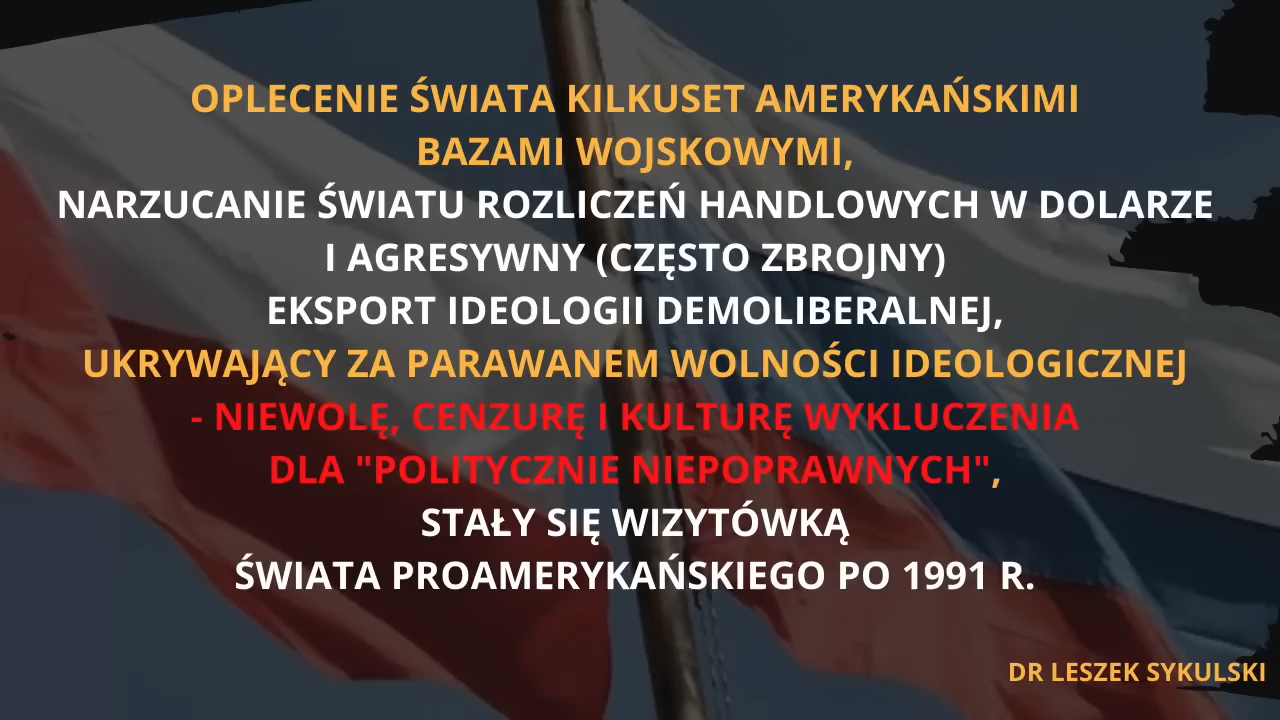 OPLECENIE ŚWIATA KILKUSET AMERYKAŃSKIMI
BAZAMI WOJSKOWYMI,
NARZUCANIE ŚWIATU ROZLICZEŃ HANDLOWYCH W DOLARZE
I AGRESYWNY (CZĘSTO ZBROJNY)
EKSPORT IDEOLOGII DEMOLIBERALNEJ,
UKRYWAJĄCY ZA PARAWANEM WOLNOŚCI IDEOLOGICZNEJ
- NIEWOLĘ, CENZURĘ I KULTURĘ WYKLUCZENIA
DLA "POLITYCZNIE NIEPOPRAWNYCH",
STAŁY SIĘ WIZYTÓWKĄ
ŚWIATA PROAMERYKAŃSKIEGO PO 1991 R.
DR LESZEK SYKULSKI